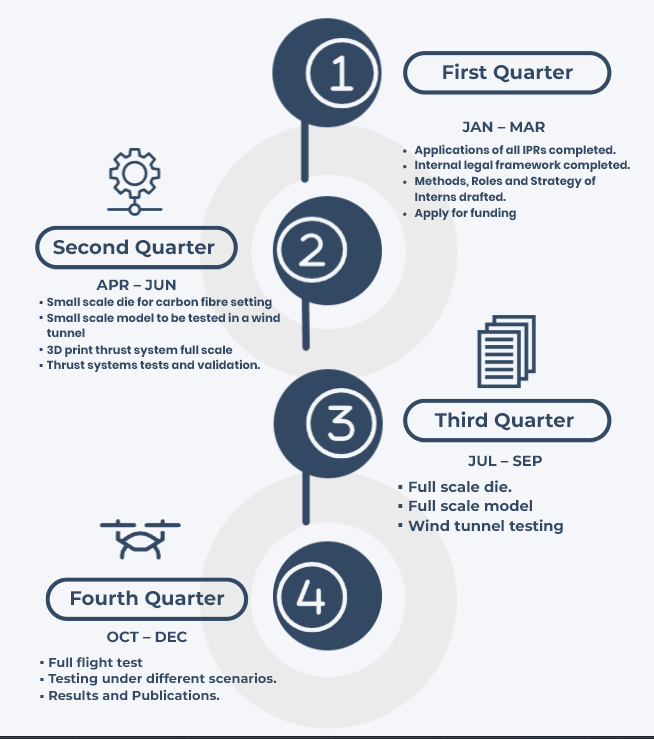 1
First Quarter
JAN – MAR
• Applications of all IPRs completed.
• Internal legal framework completed.
• Methods, Roles and Strategy of
Interns drafted.
• Apply for funding
2
Second Quarter
APR – JUN
▪ Small scale die for carbon fibre setting
▪ Small scale model to be tested in a wind
tunnel
▪ 3D print thrust system full scale
▪ Thrust systems tests and validation.
3
Third Quarter
JUL – SEP
▪ Full scale die.
▪ Full scale model
▪ Wind tunnel testing
4
Fourth Quarter
OCT – DEC
▪ Full flight test
▪ Testing under different scenarios.
▪ Results and Publications.